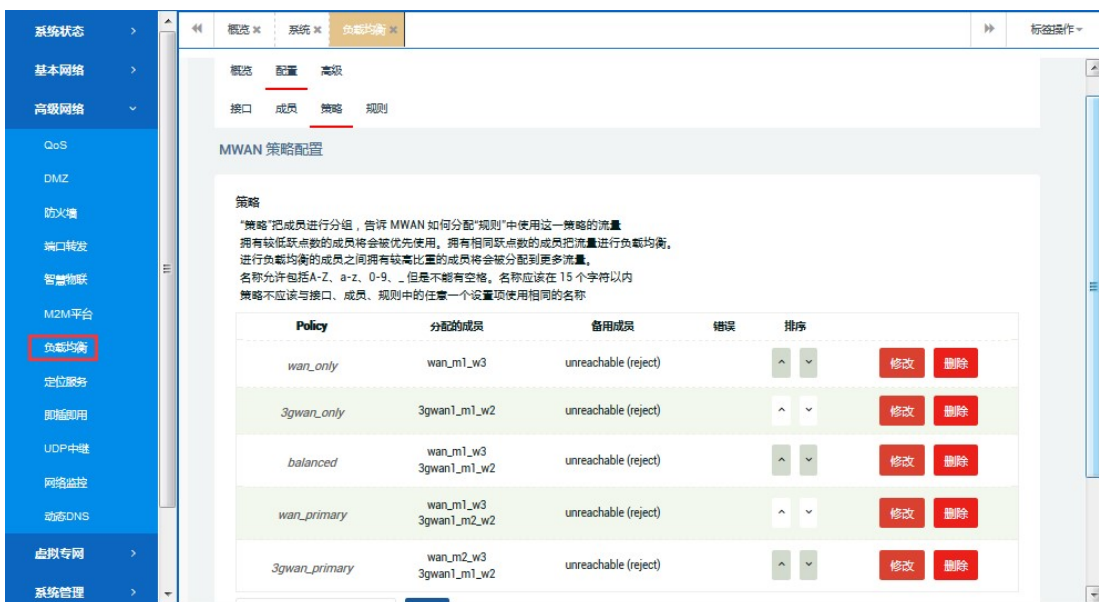 系统状态
基本网络
高级网络
QoS
DMZ
防火墙
端口转发
智慧物联
M2M平台
负载均衡
定位服务
即插即用
UDP中继
网络监控
动态DNS
虚拟专网
系统管理
概览 系统 负载均衡 标签操作
概览 配置 高级
接口 成员 策略 规则
MWAN 策略配置
策略
“策略”把成员进行分组，告诉 MWAN 如何分配“规则”中使用这一策略的流量
拥有较低跃点数的成员将会被优先使用。拥有相同跃点数的成员把流量进行负载均衡。
进行负载均衡的成员之间拥有较高比重的成员将会被分配到更多流量。
名称允许包括A-Z、a-z、0-9、_ 但是不能有空格。名称应该在 15 个字符以内
策略不应该与接口、成员、规则中的任意一个设置项使用相同的名称
Policy 分配的成员 备用成员 错误 排序
wan_only wan_m1_w3 unreachable (reject) 修改 删除
3gwan_only 3gwan1_m1_w2 unreachable (reject) 修改 删除
balanced wan_m1_w3 3gwan1_m1_w2 unreachable (reject) 修改 删除
wan_primary wan_m1_w3 3gwan1_m2_w2 unreachable (reject) 修改 删除
3gwan_primary wan_m2_w3 3gwan1_m1_w2 unreachable (reject) 修改 删除